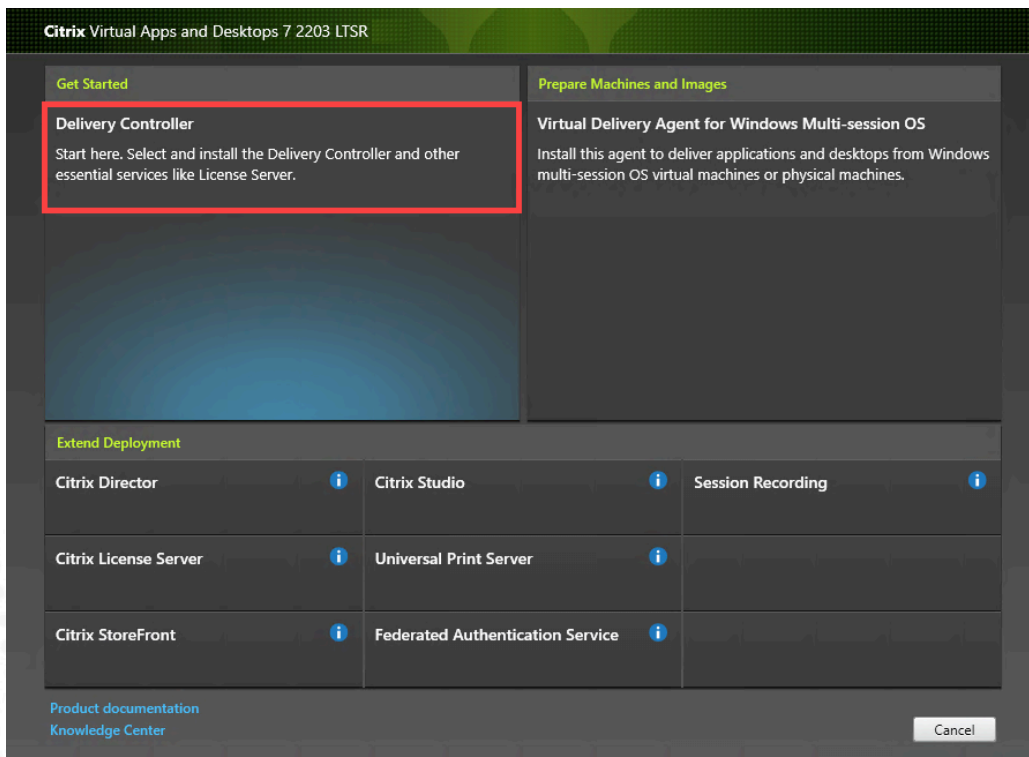 Citrix Virtual Apps and Desktops 7 2203 LTSR
Get Started
Delivery Controller
Start here. Select and install the Delivery Controller and other
essential services like License Server.
Prepare Machines and Images
Virtual Delivery Agent for Windows Multi-session OS
Install this agent to deliver applications and desktops from Windows
multi-session OS virtual machines or physical machines.
Extend Deployment
Citrix Director
Citrix Studio
Session Recording
Citrix License Server
Universal Print Server
Citrix StoreFront
Federated Authentication Service
Product documentation
Knowledge Center
Cancel